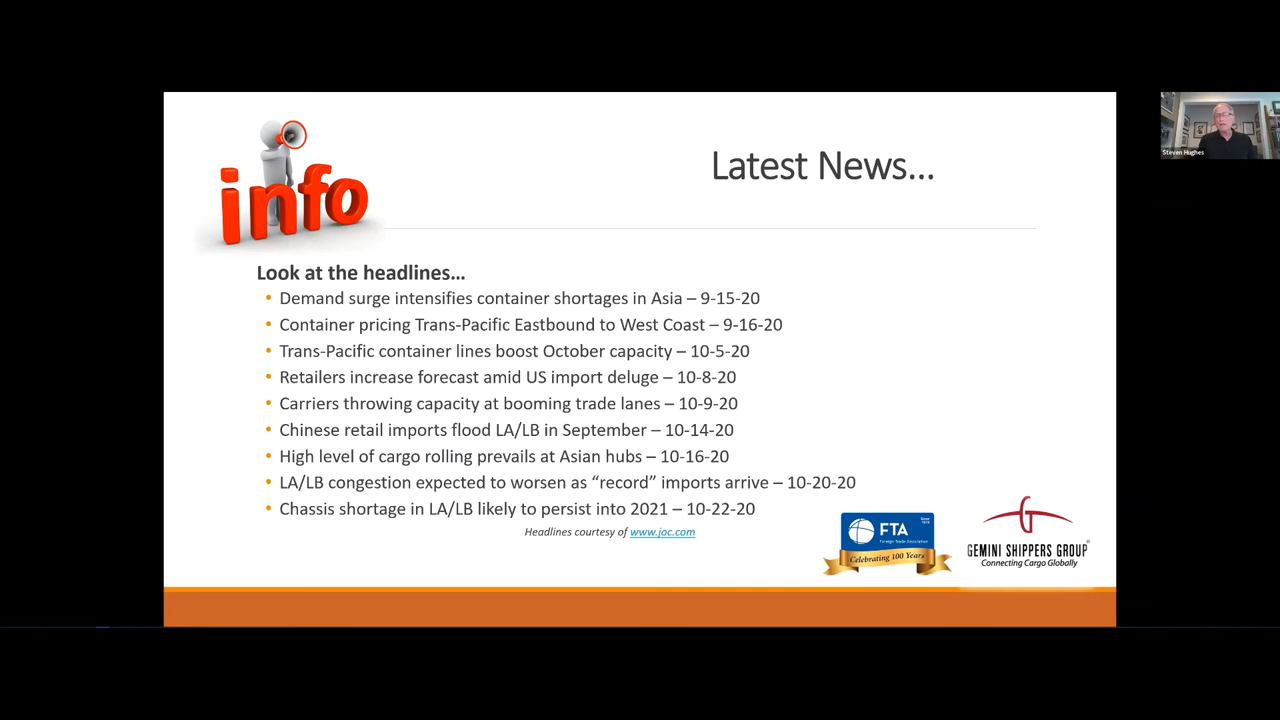 info
Latest News...
Steven Hughes
Look at the headlines...
• Demand surge intensifies container shortages in Asia – 9-15-20
• Container pricing Trans-Pacific Eastbound to West Coast – 9-16-20
• Trans-Pacific container lines boost October capacity – 10-5-20
• Retailers increase forecast amid US import deluge – 10-8-20
• Carriers throwing capacity at booming trade lanes – 10-9-20
• Chinese retail imports flood LA/LB in September – 10-14-20
• High level of cargo rolling prevails at Asian hubs – 10-16-20
• LA/LB congestion expected to worsen as “record” imports arrive – 10-20-20
• Chassis shortage in LA/LB likely to persist into 2021 – 10-22-20
Headlines courtesy of www.joc.com
FTA
Foreign Trade Association
Celebrating 100 Years
GEMINI SHIPPERS GROUP®
Connecting Cargo Globally